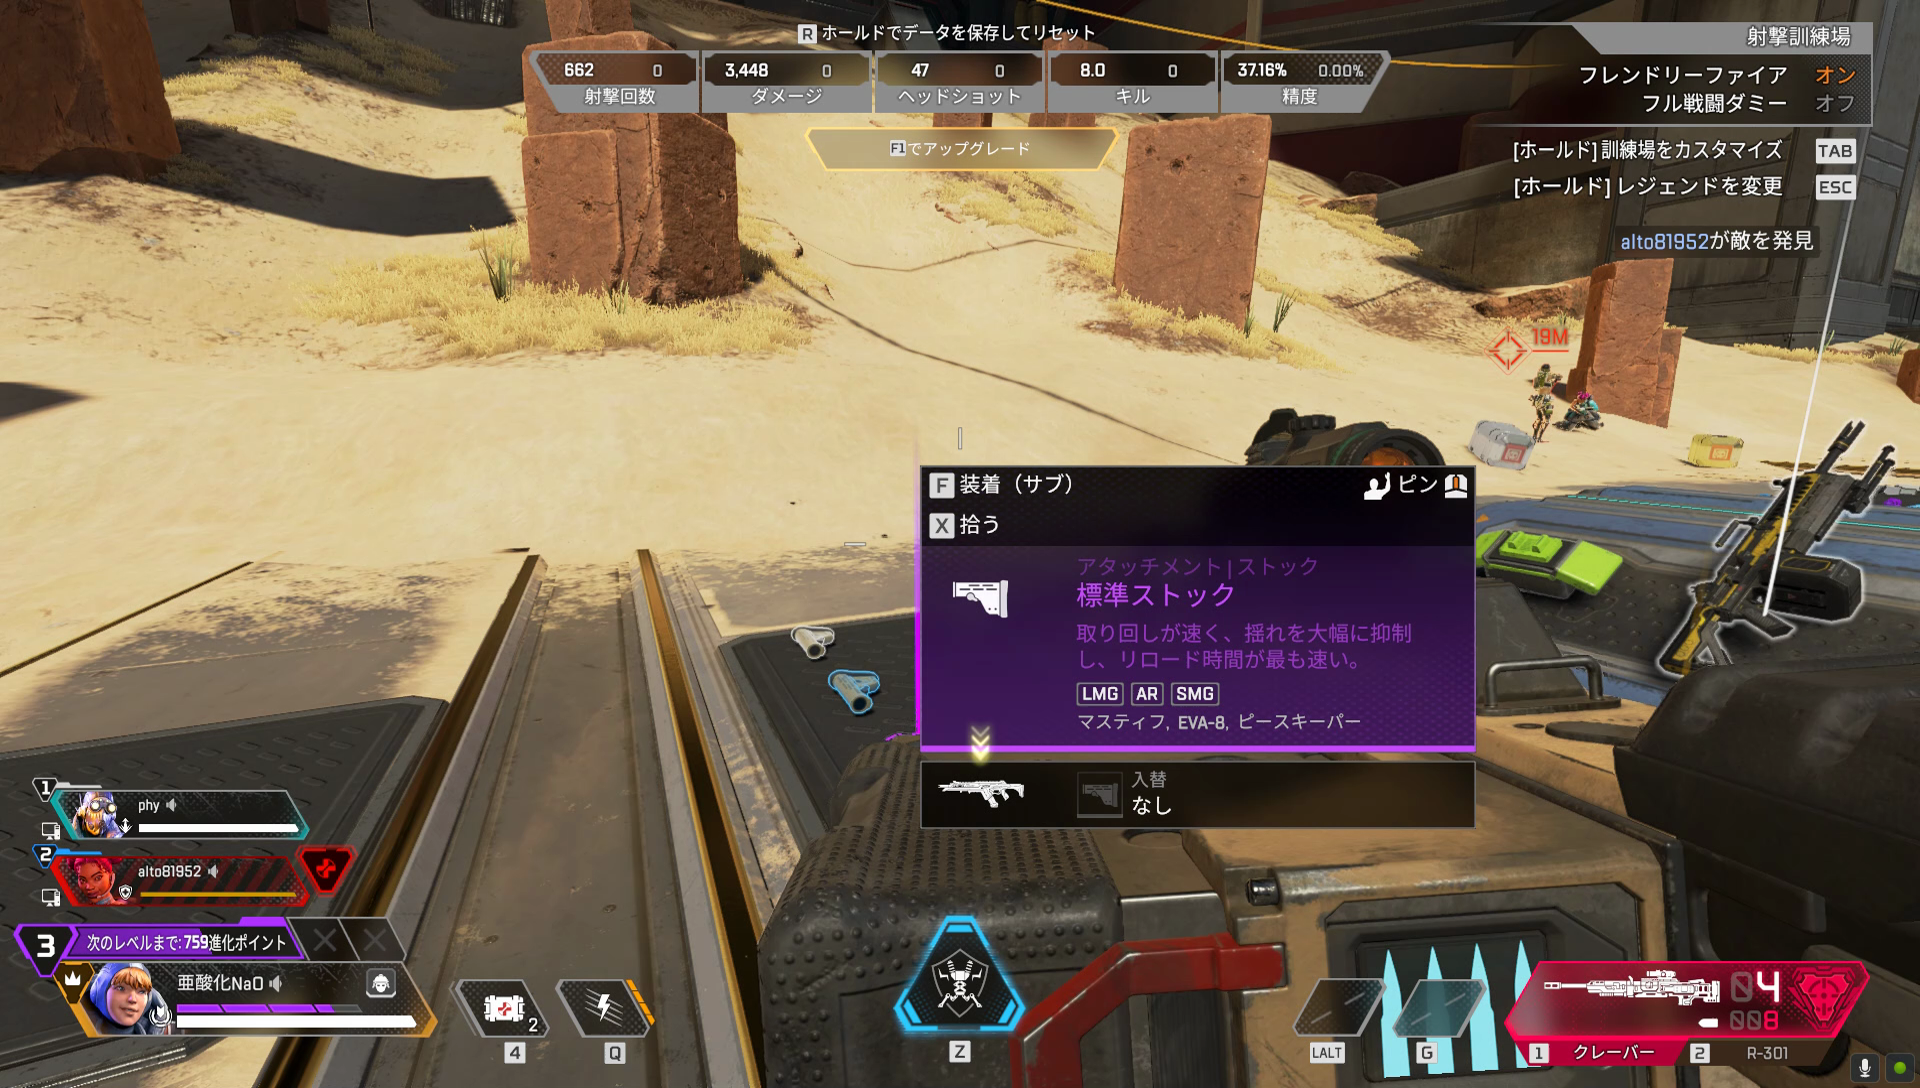 R ホールドでデータを保存してリセット
662 0
射撃回数
3,448 0
ダメージ
47 0
ヘッドショット
8.0 0
キル
37.16% 0.00%
精度
F1でアップグレード
射撃訓練場
フレンドリーファイア オン
フル戦闘ダミー オフ
[ホールド]訓練場をカスタマイズ TAB
[ホールド]レジェンドを変更 ESC
alto81952が敵を発見
19M
F 装着（サブ）
ピン
X 拾う
アタッチメント | ストック
標準ストック
取り回しが速く、揺れを大幅に抑制
し、リロード時間が最も速い。
LMG AR SMG
マスティフ, EVA-8, ピースキーパー
入替
なし
1
phy
2
alto81952
3
次のレベルまで:759進化ポイント
亜酸化NaO
2
4
Q
Z
LALT
G
04
008
1 クレーバー
2 R-301